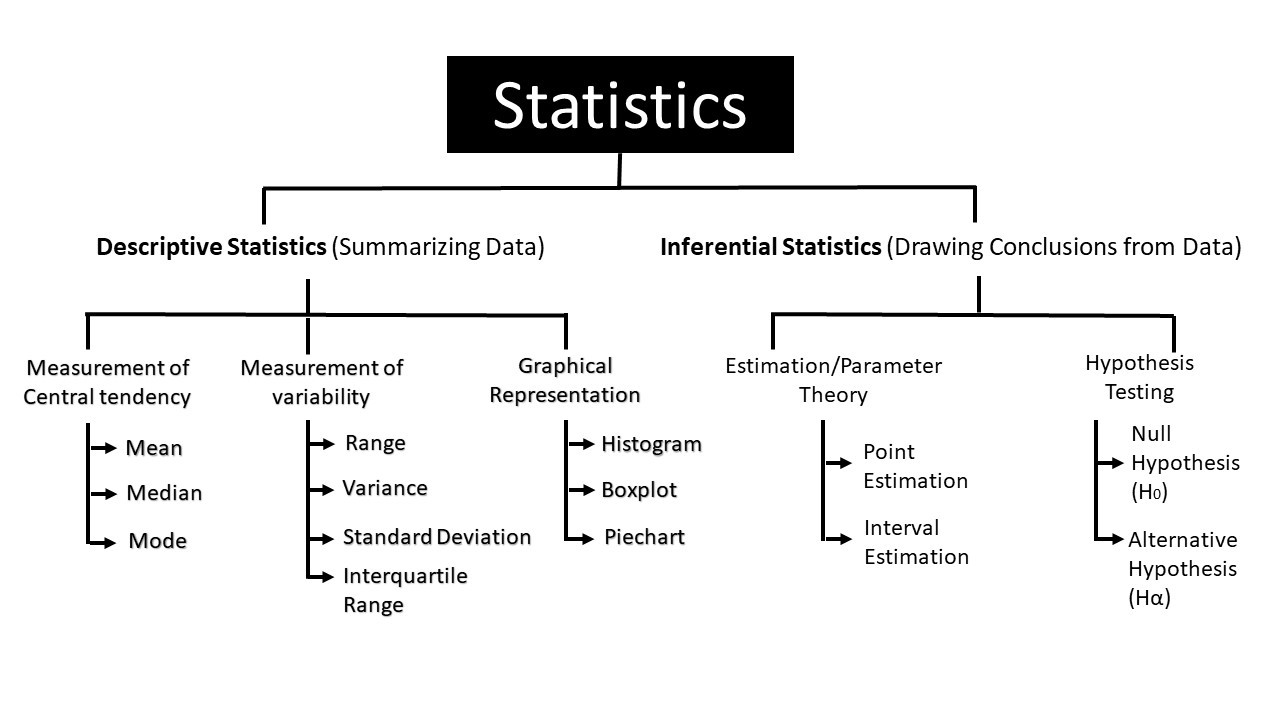 Statistics
Descriptive Statistics (Summarizing Data)
Inferential Statistics (Drawing Conclusions from Data)
Measurement of
Central tendency
Mean
Median
Mode
Measurement of
variability
Range
Variance
Standard Deviation
Interquartile
Range
Graphical
Representation
Histogram
Boxplot
Piechart
Estimation/Parameter
Theory
Point
Estimation
Interval
Estimation
Hypothesis
Testing
Null
Hypothesis
(H₀)
Alternative
Hypothesis
(Hα)